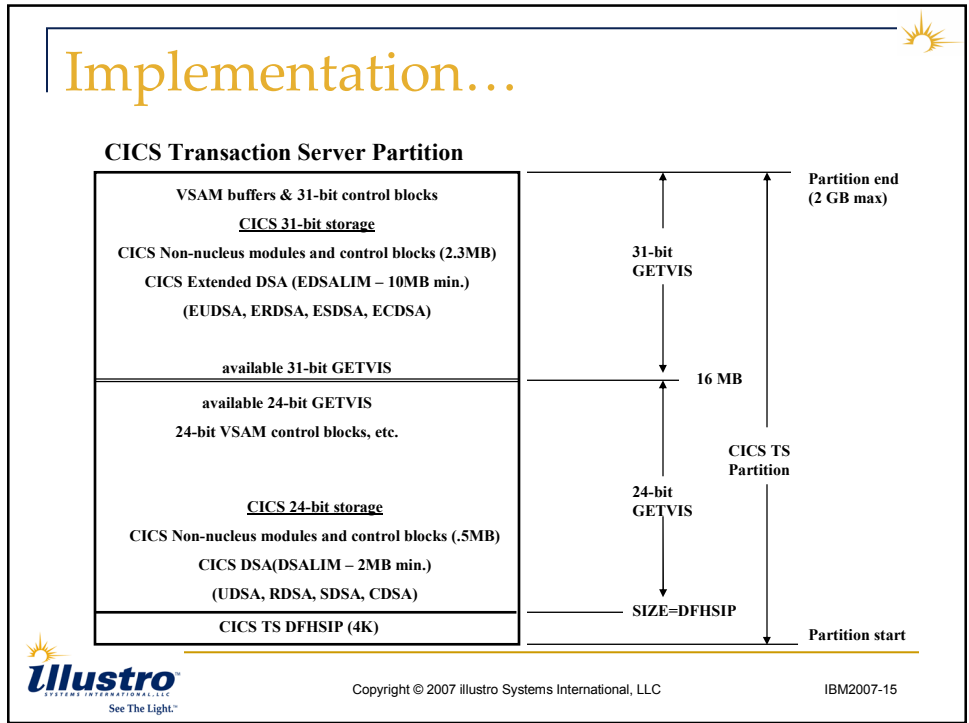 Implementation…
CICS Transaction Server Partition
VSAM buffers & 31-bit control blocks
CICS 31-bit storage
CICS Non-nucleus modules and control blocks (2.3MB)
CICS Extended DSA (EDSALIM – 10MB min.)
(EUDSA, ERDSA, ESDSA, ECDSA)
available 31-bit GETVIS
available 24-bit GETVIS
24-bit VSAM control blocks, etc.
CICS 24-bit storage
CICS Non-nucleus modules and control blocks (.5MB)
CICS DSA(DSALIM – 2MB min.)
(UDSA, RDSA, SDSA, CDSA)
CICS TS DFHSIP (4K)
31-bit
GETVIS
16 MB
24-bit
GETVIS
SIZE=DFHSIP
CICS TS
Partition
Partition end
(2 GB max)
Partition start
illustro™
SYSTEMS INTERNATIONAL, LLC
See The Light.™
Copyright © 2007 illustro Systems International, LLC
IBM2007-15